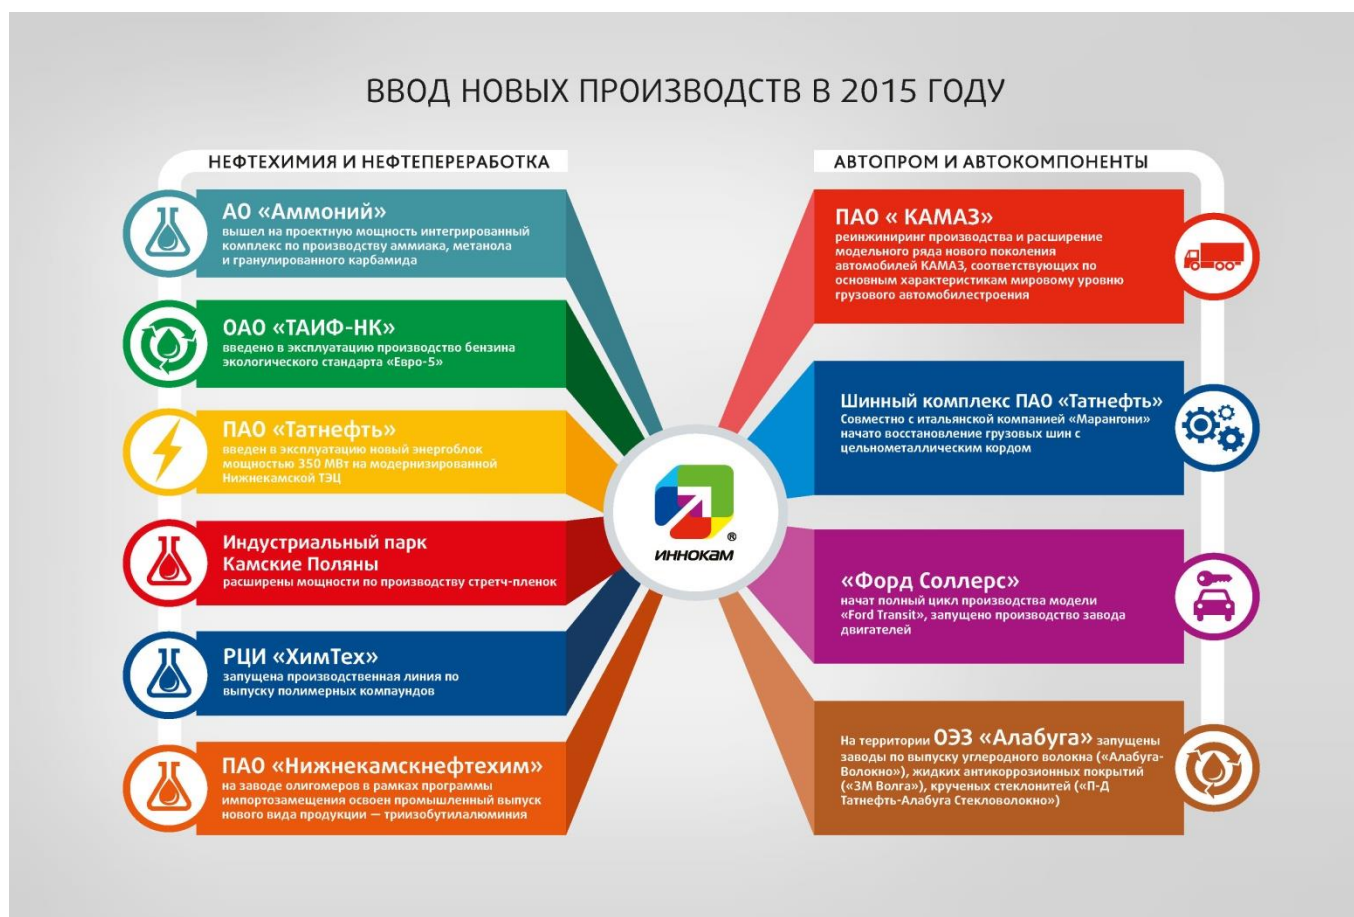 ВВОД НОВЫХ ПРОИЗВОДСТВ В 2015 ГОДУ
НЕФТЕХИМИЯ И НЕФТЕПЕРЕРАБОТКА
АО «Аммоний»
вышел на проектную мощность интегрированный
комплекс по производству аммиака, метанола
и гранулированного карбамида
ОАО «ТАИФ-НК»
введено в эксплуатацию производство бензина
экологического стандарта «Евро-5»
ПАО «Татнефть»
введен в эксплуатацию новый энергоблок
мощностью 350 МВт на модернизированной
Нижнекамской ТЭЦ
Индустриальный парк
Камские Поляны
расширены мощности по производству стретч-пленок
РЦИ «ХимТех»
запущена производственная линия по
выпуску полимерных компаундов
ПАО «Нижнекамскнефтехим»
на заводе олигомеров в рамках программы
импортозамещения освоен промышленный выпуск
нового вида продукции — триизобутилалюминия
ИННОКАМ
®
АВТОПРОМ И АВТОКОМПОНЕНТЫ
ПАО « КАМАЗ»
реинжиниринг производства и расширение
модельного ряда нового поколения
автомобилей КАМАЗ, соответствующих по
основным характеристикам мировому уровню
грузового автомобилестроения
Шинный комплекс ПАО «Татнефть»
Совместно с итальянской компанией «Марангони»
начато восстановление грузовых шин с
цельнометаллическим кордом
«Форд Соллерс»
начат полный цикл производства модели
«Ford Transit», запущено производство завода
двигателей
На территории ОЭЗ «Алабуга» запущены
заводы по выпуску углеродного волокна («Алабуга-
Волокно»), жидких антикоррозионных покрытий
(«3М Волга»), крученых стеклонитей («П-Д
Татнефть-Алабуга Стекловолокно»)